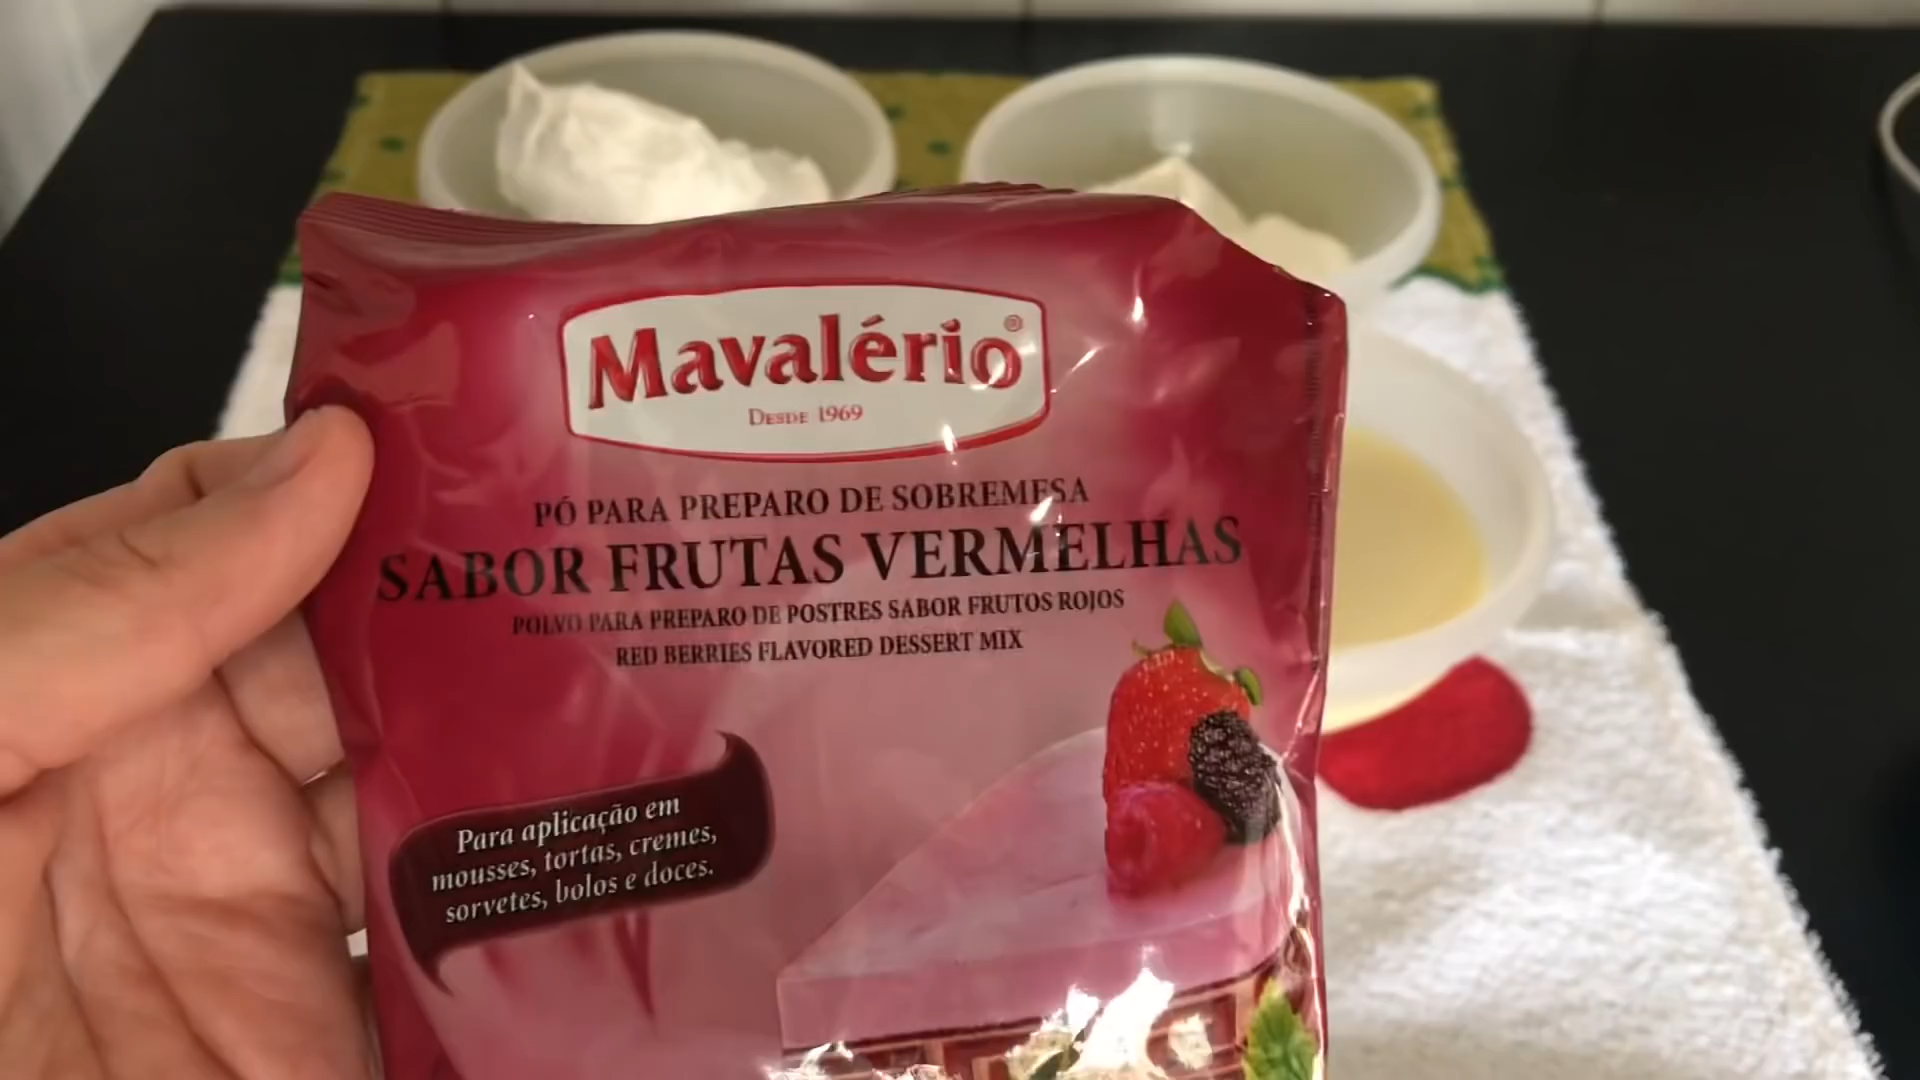 Mavalério®
DESDE 1969
PÓ PARA PREPARO DE SOBREMESA
SABOR FRUTAS VERMELHAS
POLVO PARA PREPARO DE POSTRES SABOR FRUTOS ROJOS
RED BERRIES FLAVORED DESSERT MIX
Para aplicação em
mousses, tortas, cremes,
sorvetes, bolos e doces.